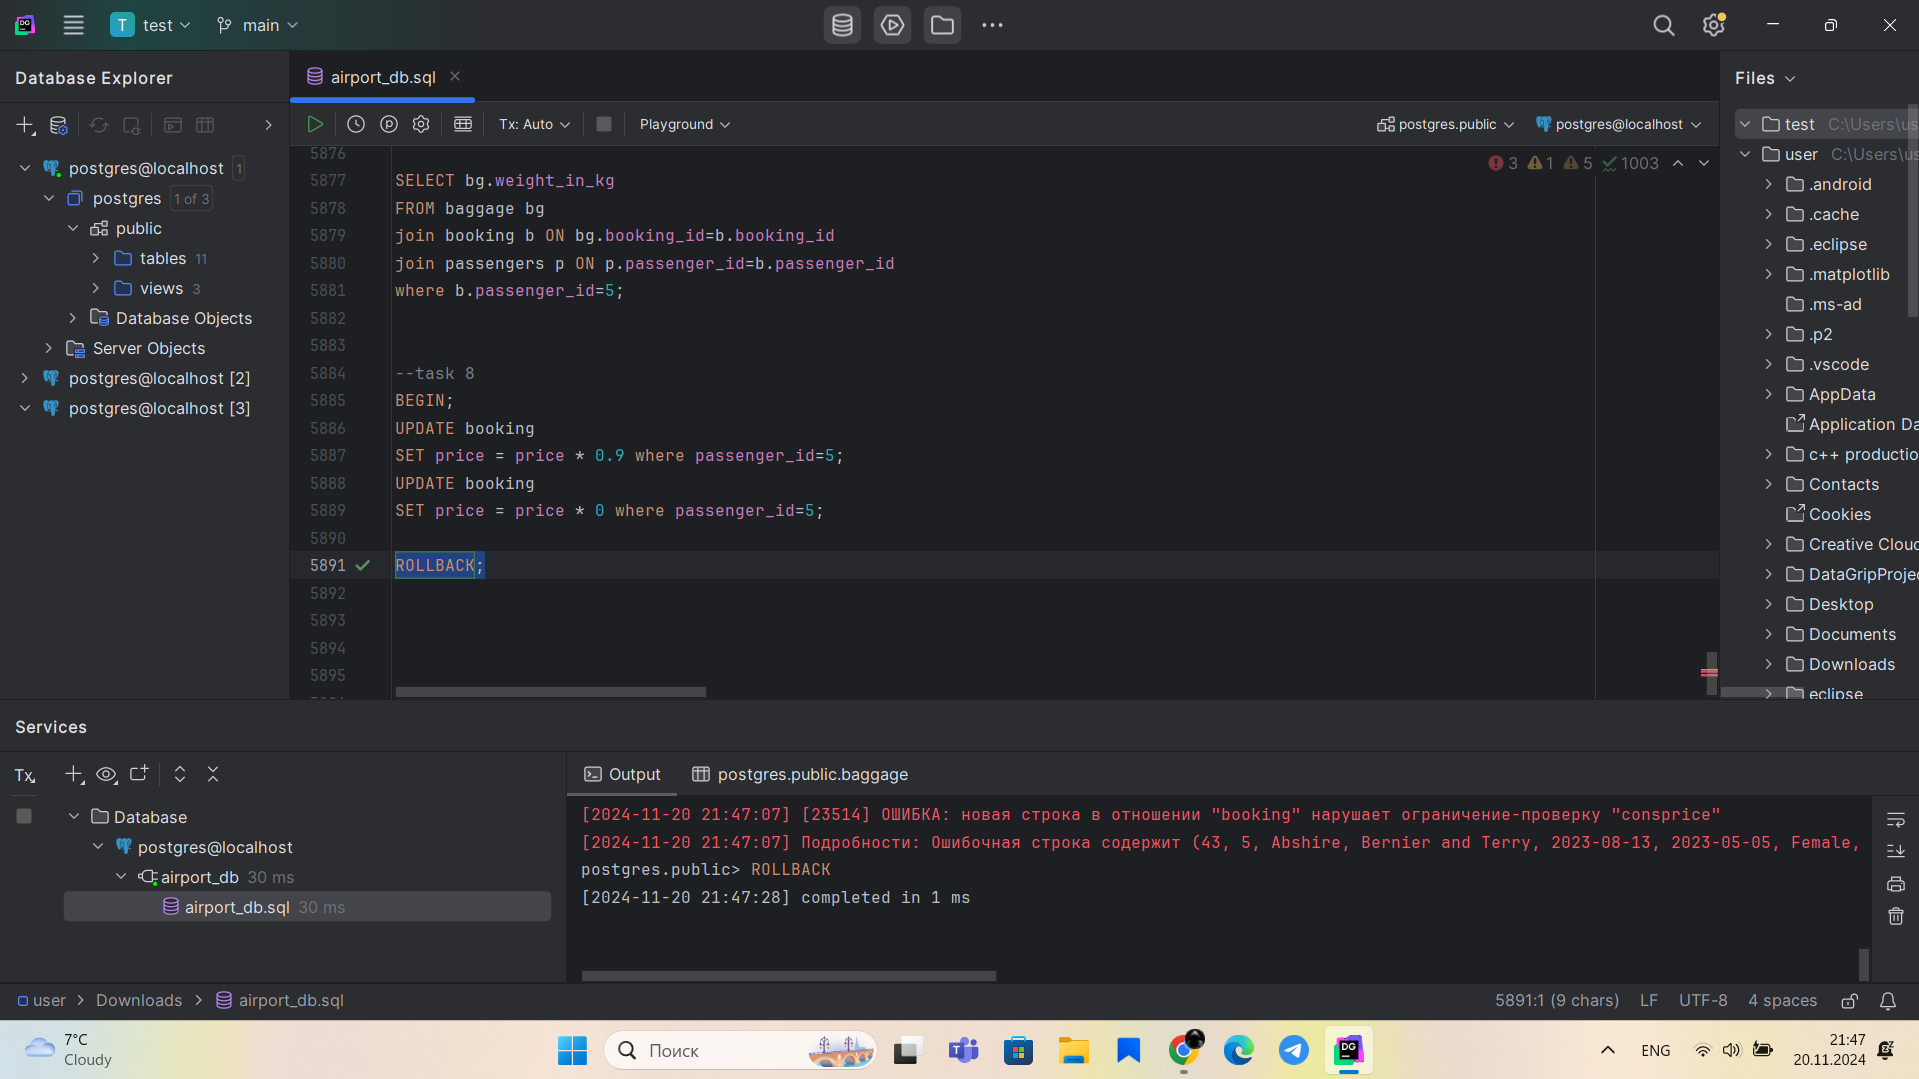 T test main
Database Explorer
airport_db.sql
Files
Tx: Auto Playground postgres.public postgres@localhost
postgres@localhost 1
postgres 1 of 3
public
tables 11
views 3
Database Objects
Server Objects
postgres@localhost [2]
postgres@localhost [3]
3 1 5 1003
5876
5877 SELECT bg.weight_in_kg
5878 FROM baggage bg
5879 join booking b ON bg.booking_id=b.booking_id
5880 join passengers p ON p.passenger_id=b.passenger_id
5881 where b.passenger_id=5;
5882
5883
5884 --task 8
5885 BEGIN;
5886 UPDATE booking
5887 SET price = price * 0.9 where passenger_id=5;
5888 UPDATE booking
5889 SET price = price * 0 where passenger_id=5;
5890
5891 ROLLBACK;
5892
5893
5894
5895
test C:\Users\us
user C:\Users\us
.android
.cache
.eclipse
.matplotlib
.ms-ad
.p2
.vscode
AppData
Application Da
c++ productio
Contacts
Cookies
Creative Cloud
DataGripProjec
Desktop
Documents
Downloads
eclipse
Services
Tx
Database
postgres@localhost
airport_db 30 ms
airport_db.sql 30 ms
Output postgres.public.baggage
[2024-11-20 21:47:07] [23514] ОШИБКА: новая строка в отношении "booking" нарушает ограничение-проверку "consprice"
[2024-11-20 21:47:07] Подробности: Ошибочная строка содержит (43, 5, Abshire, Bernier and Terry, 2023-08-13, 2023-05-05, Female,
postgres.public> ROLLBACK
[2024-11-20 21:47:28] completed in 1 ms
user > Downloads > airport_db.sql
5891:1 (9 chars) LF UTF-8 4 spaces
7°C
Cloudy
Поиск
DG
ENG
21:47
20.11.2024